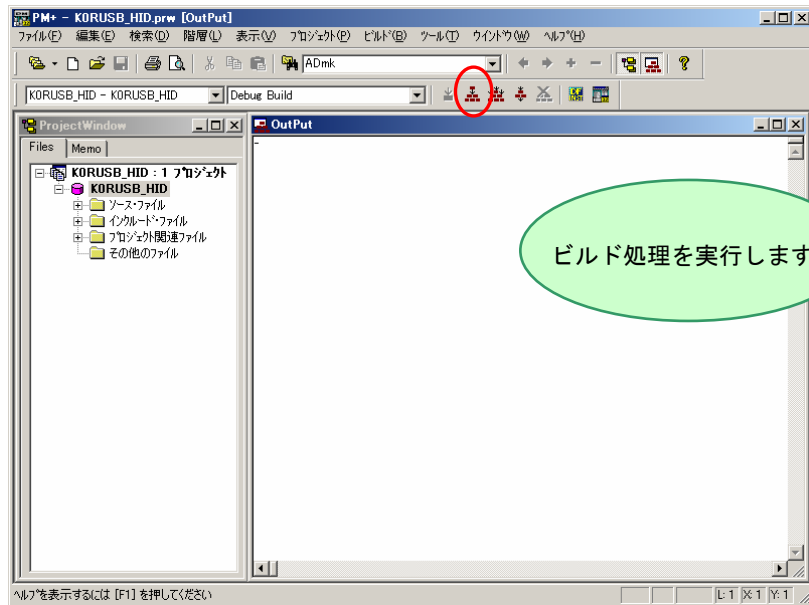 PM+ - K0RUSB_HID.prw [OutPut]
ファイル(F) 編集(E) 検索(D) 階層(L) 表示(V) プロジェクト(P) ビルド(B) ツール(T) ウインドウ(W) ヘルプ(H)
ADmk
K0RUSB_HID - K0RUSB_HID Debug Build
ProjectWindow
OutPut
Files Memo
K0RUSB_HID : 1 プロジェクト
K0RUSB_HID
ソース・ファイル
インクルード・ファイル
プロジェクト関連ファイル
その他のファイル
ビルド処理を実行します
ヘルプを表示するには [F1] を押してください
L: 1 X: 1 Y: 1